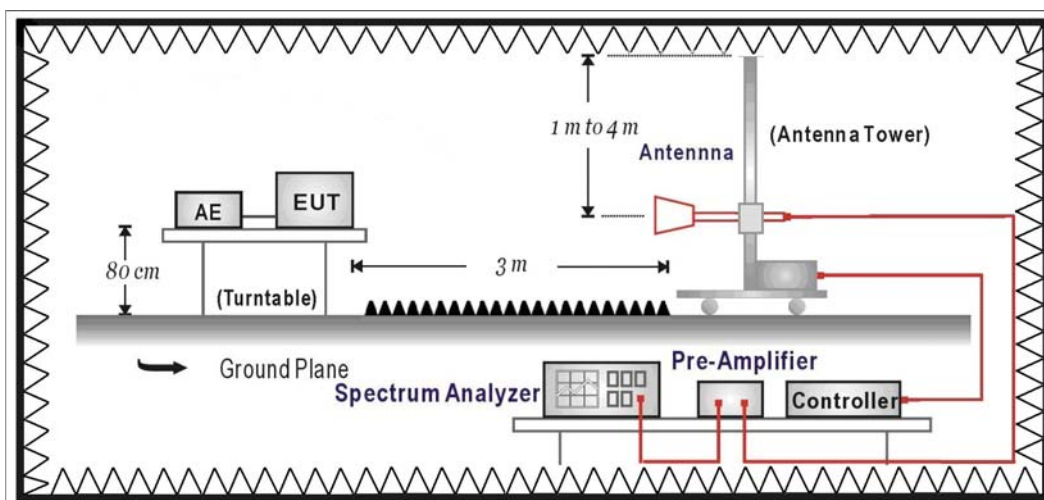 1 m to 4 m
(Antenna Tower)
Antennna
AE
EUT
80 cm
3 m
(Turntable)
Ground Plane
Pre-Amplifier
Spectrum Analyzer
Controller